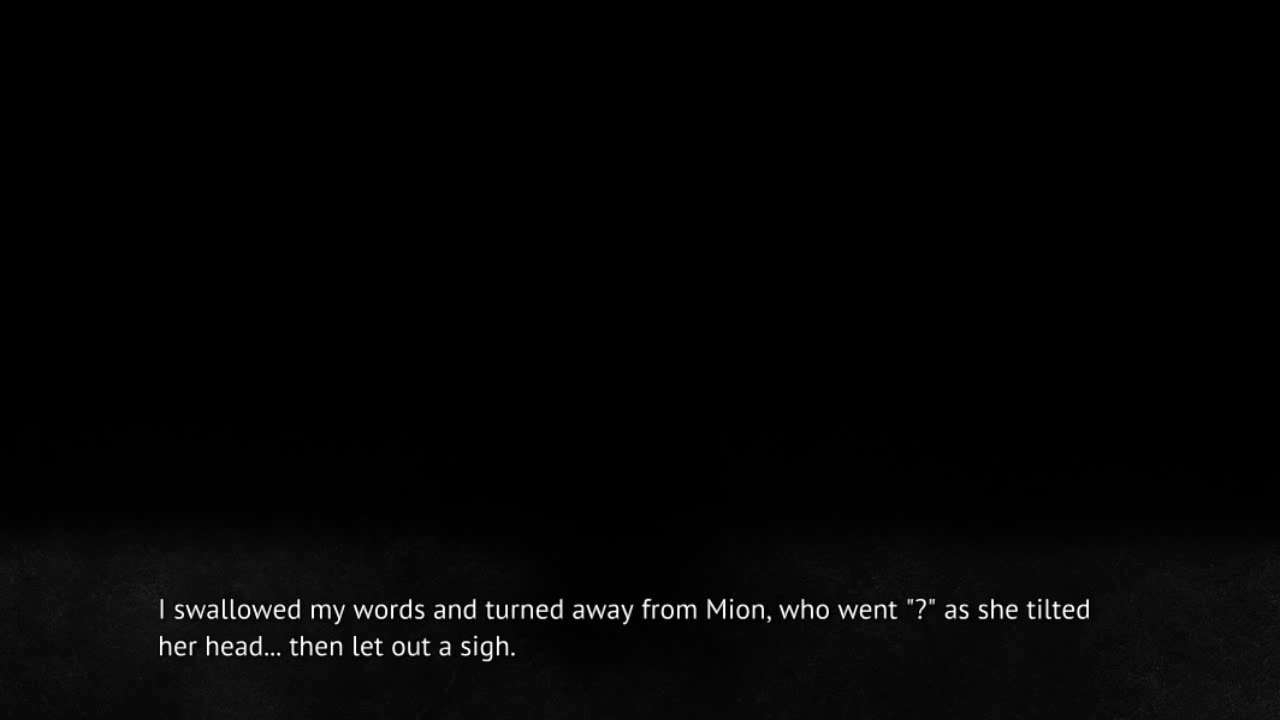 I swallowed my words and turned away from Mion, who went "?" as she tilted
her head... then let out a sigh.